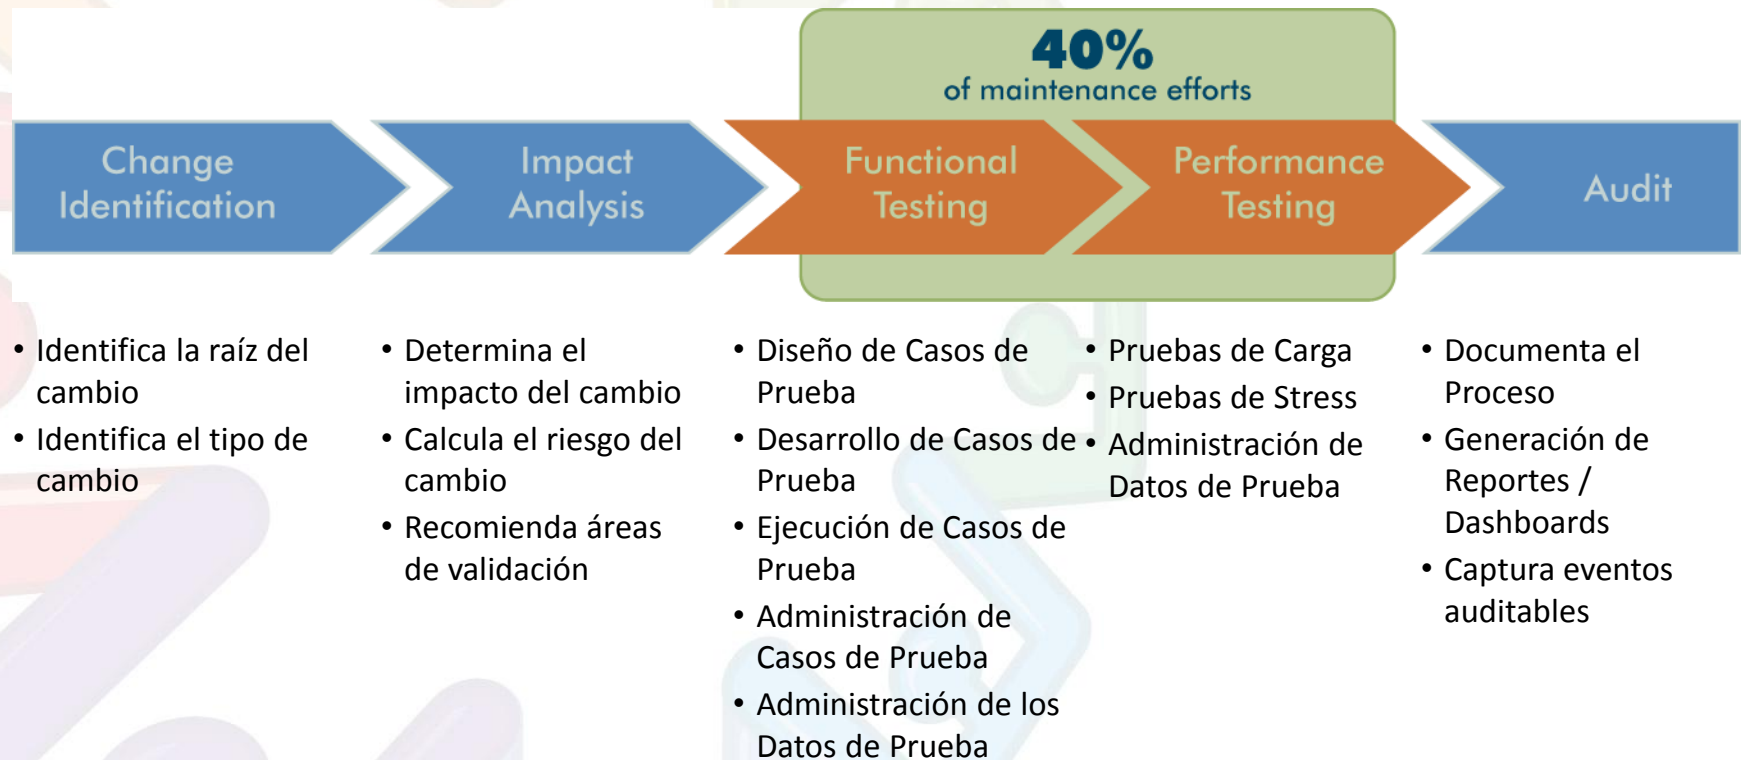 40%
of maintenance efforts
Change
Identification
Impact
Analysis
Functional
Testing
Performance
Testing
Audit
• Identifica la raíz del
cambio
• Identifica el tipo de
cambio
• Determina el
impacto del cambio
• Calcula el riesgo del
cambio
• Recomienda áreas
de validación
• Diseño de Casos de
Prueba
• Desarrollo de Casos de
Prueba
• Ejecución de Casos de
Prueba
• Administración de
Casos de Prueba
• Administración de los
Datos de Prueba
• Pruebas de Carga
• Pruebas de Stress
• Administración de
Datos de Prueba
• Documenta el
Proceso
• Generación de
Reportes /
Dashboards
• Captura eventos
auditables